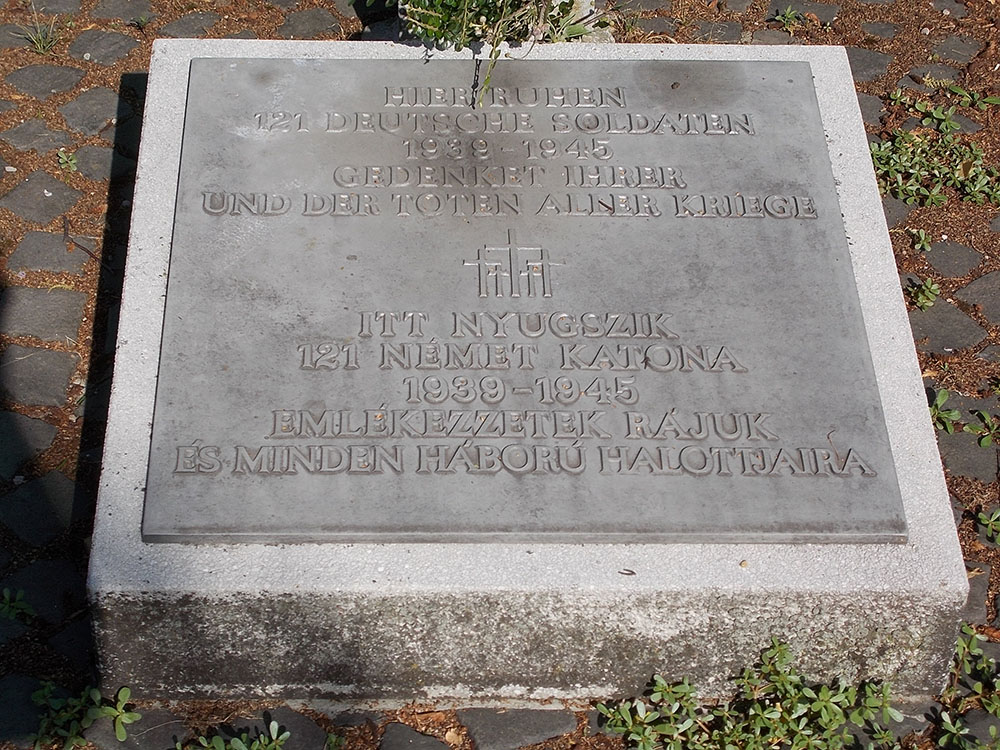 HIER RUHEN
121 DEUTSCHE SOLDATEN
1939 - 1945
GEDENKET IHRER
UND DER TOTEN ALLER KRIEGE
ITT NYUGSZIK
121 NÉMET KATONA
1939 - 1945
EMLÉKEZZETEK RÁJUK
ÉS MINDEN HÁBORÚ HALOTTJAIRA